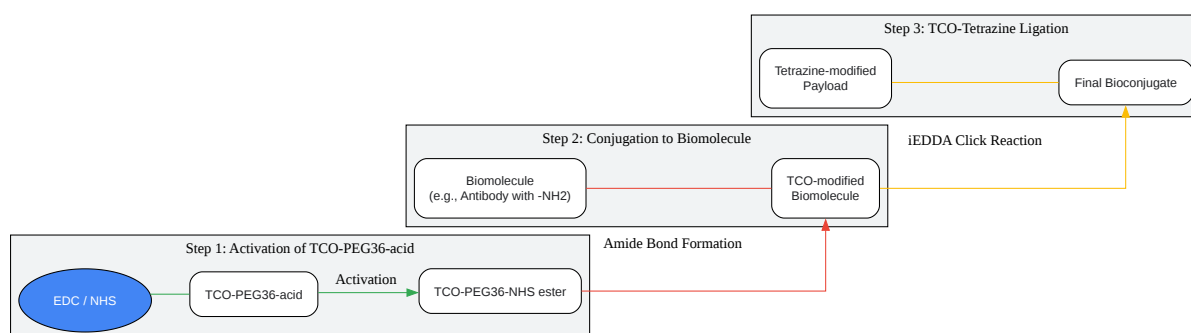 Step 3: TCO-Tetrazine Ligation
Tetrazine-modified
Payload
Final Bioconjugate
iEDDA Click Reaction
Step 2: Conjugation to Biomolecule
Biomolecule
(e.g., Antibody with -NH2)
TCO-modified
Biomolecule
Amide Bond Formation
Step 1: Activation of TCO-PEG36-acid
EDC / NHS
TCO-PEG36-acid
Activation
TCO-PEG36-NHS ester